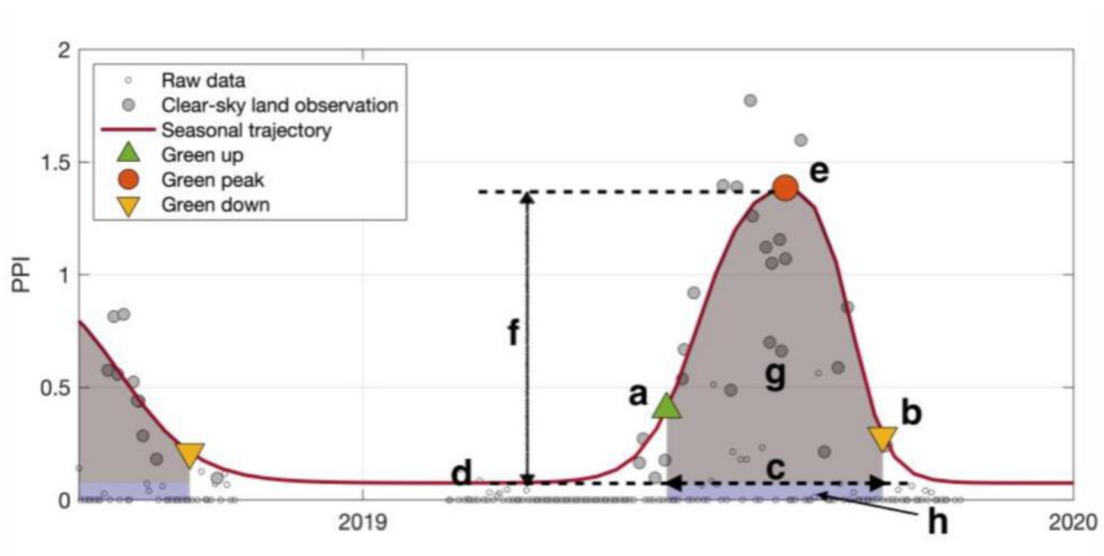 2
Raw data
Clear-sky land observation
Seasonal trajectory
Green up
Green peak
Green down
e
1.5
PPI
1
f
g
a
0.5
b
d
c
0
h
2019
2020